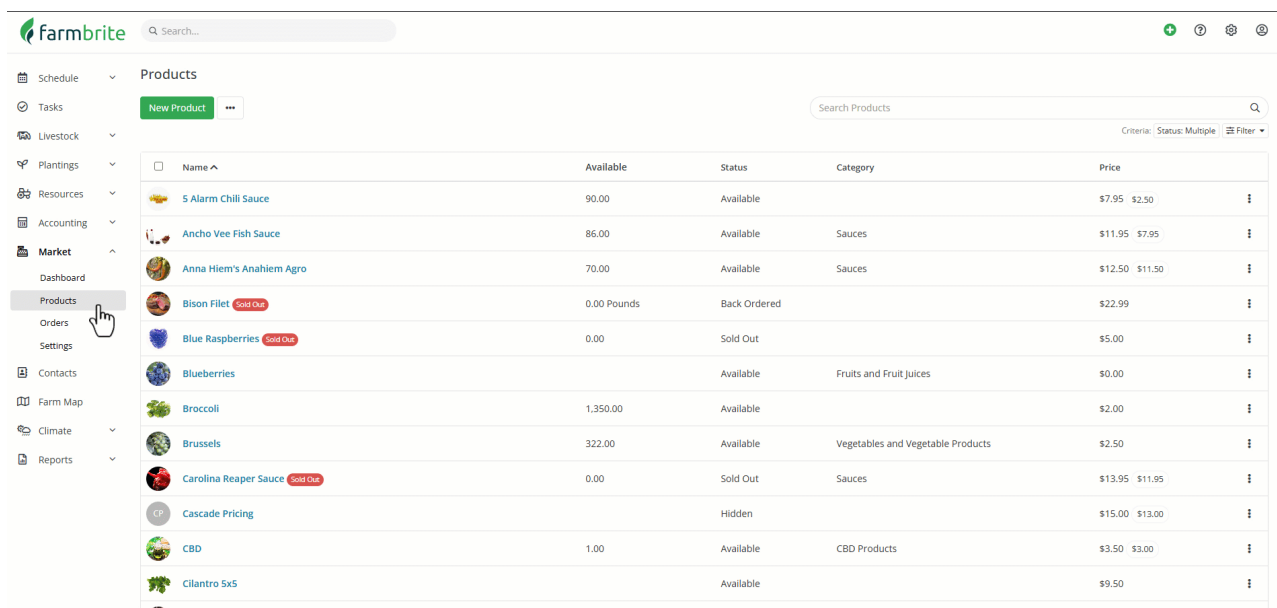 farmbrite Search...
Schedule
Tasks
Livestock
Plantings
Resources
Accounting
Market
Dashboard
Products
Orders
Settings
Contacts
Farm Map
Climate
Reports
Products
New Product Search Products
Criteria: Status: Multiple Filter
Name Available Status Category Price
5 Alarm Chili Sauce 90.00 Available $7.95 $2.50
Ancho Vee Fish Sauce 86.00 Available Sauces $11.95 $7.95
Anna Hiem's Anahiem Agro 70.00 Available Sauces $12.50 $11.50
Bison Filet Sold Out 0.00 Pounds Back Ordered $22.99
Blue Raspberries Sold Out 0.00 Sold Out $5.00
Blueberries Available Fruits and Fruit Juices $0.00
Broccoli 1,350.00 Available $2.00
Brussels 322.00 Available Vegetables and Vegetable Products $2.50
Carolina Reaper Sauce Sold Out 0.00 Sold Out Sauces $13.95 $11.95
CP Cascade Pricing Hidden $15.00 $13.00
CBD 1.00 Available CBD Products $3.50 $3.00
Cilantro 5x5 Available $9.50